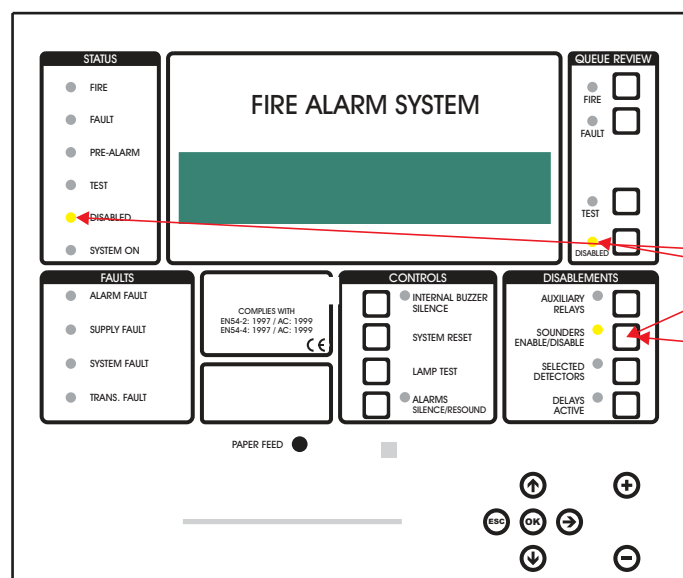 STATUS
FIRE
FAULT
PRE-ALARM
TEST
DISABLED
SYSTEM ON
FIRE ALARM SYSTEM
QUEUE REVIEW
FIRE
FAULT
TEST
DISABLED
FAULTS
ALARM FAULT
SUPPLY FAULT
SYSTEM FAULT
TRANS. FAULT
COMPLIES WITH
EN54-2: 1997 / AC: 1999
EN54-4: 1997 / AC: 1999
CE
CONTROLS
INTERNAL BUZZER
SILENCE
SYSTEM RESET
LAMP TEST
ALARMS
SILENCE/RESOUND
DISABLEMENTS
AUXILIARY
RELAYS
SOUNDERS
ENABLE/DISABLE
SELECTED
DETECTORS
DELAYS
ACTIVE
PAPER FEED
ESC
OK